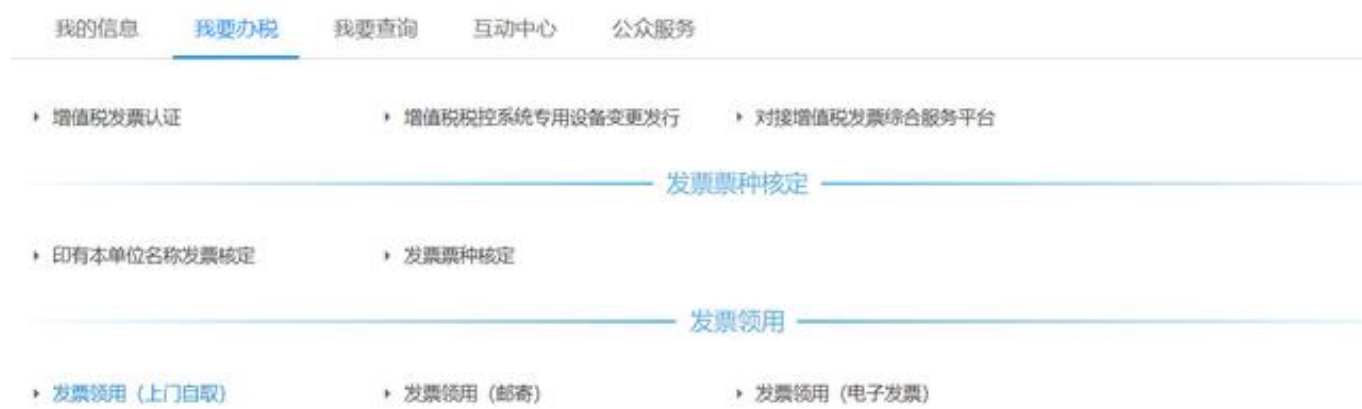 我的信息 我要办税 我要查询 互动中心 公众服务
增值税发票认证 增值税税控系统专用设备变更发行 对接增值税发票综合服务平台
发票票种核定
印有本单位名称发票核定 发票票种核定
发票领用
发票领用（上门自取） 发票领用（邮寄） 发票领用（电子发票）